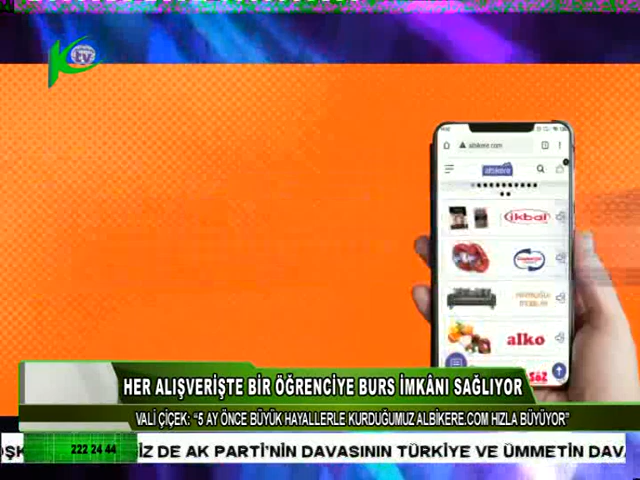 K TV
albikere.com
albikere
ikbal
alko
SÖZ
HER ALIŞVERİŞTE BİR ÖĞRENCİYE BURS İMKÂNI SAĞLIYOR
VALİ ÇİÇEK: “5 AY ÖNCE BÜYÜK HAYALLERLE KURDUĞUMUZ ALBİKERE.COM HIZLA BÜYÜYOR”
222 24 44
İZ DE AK PARTİ'NİN DAVASININ TÜRKİYE VE ÜMMETİN DAV